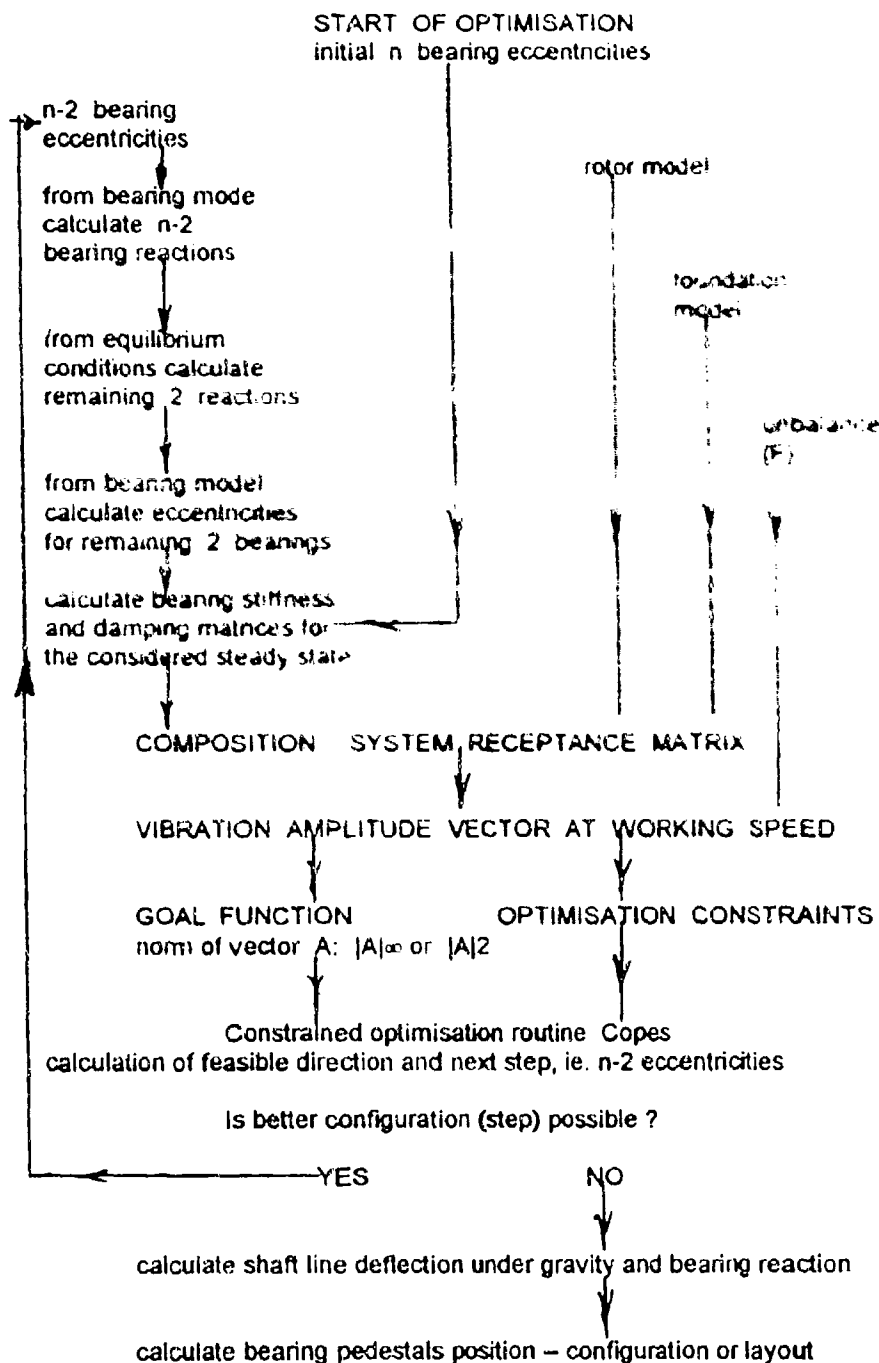 START OF OPTIMISATION
initial n bearing eccentricities
n-2 bearing
eccentricities
from bearing mode
calculate n-2
bearing reactions
from equilibrium
conditions calculate
remaining 2 reactions
from bearing model
calculate eccentricities
for remaining 2 bearings
calculate bearing stiffness
and damping matrices for
the considered steady state
rotor model
foundation
model
unbalance
(F)
COMPOSITION SYSTEM RECEPTANCE MATRIX
VIBRATION AMPLITUDE VECTOR AT WORKING SPEED
GOAL FUNCTION
norm of vector A: |A|∞ or |A|2
OPTIMISATION CONSTRAINTS
Constrained optimisation routine Copes
calculation of feasible direction and next step, ie. n-2 eccentricities
Is better configuration (step) possible ?
YES NO
calculate shaft line deflection under gravity and bearing reaction
calculate bearing pedestals position – configuration or layout